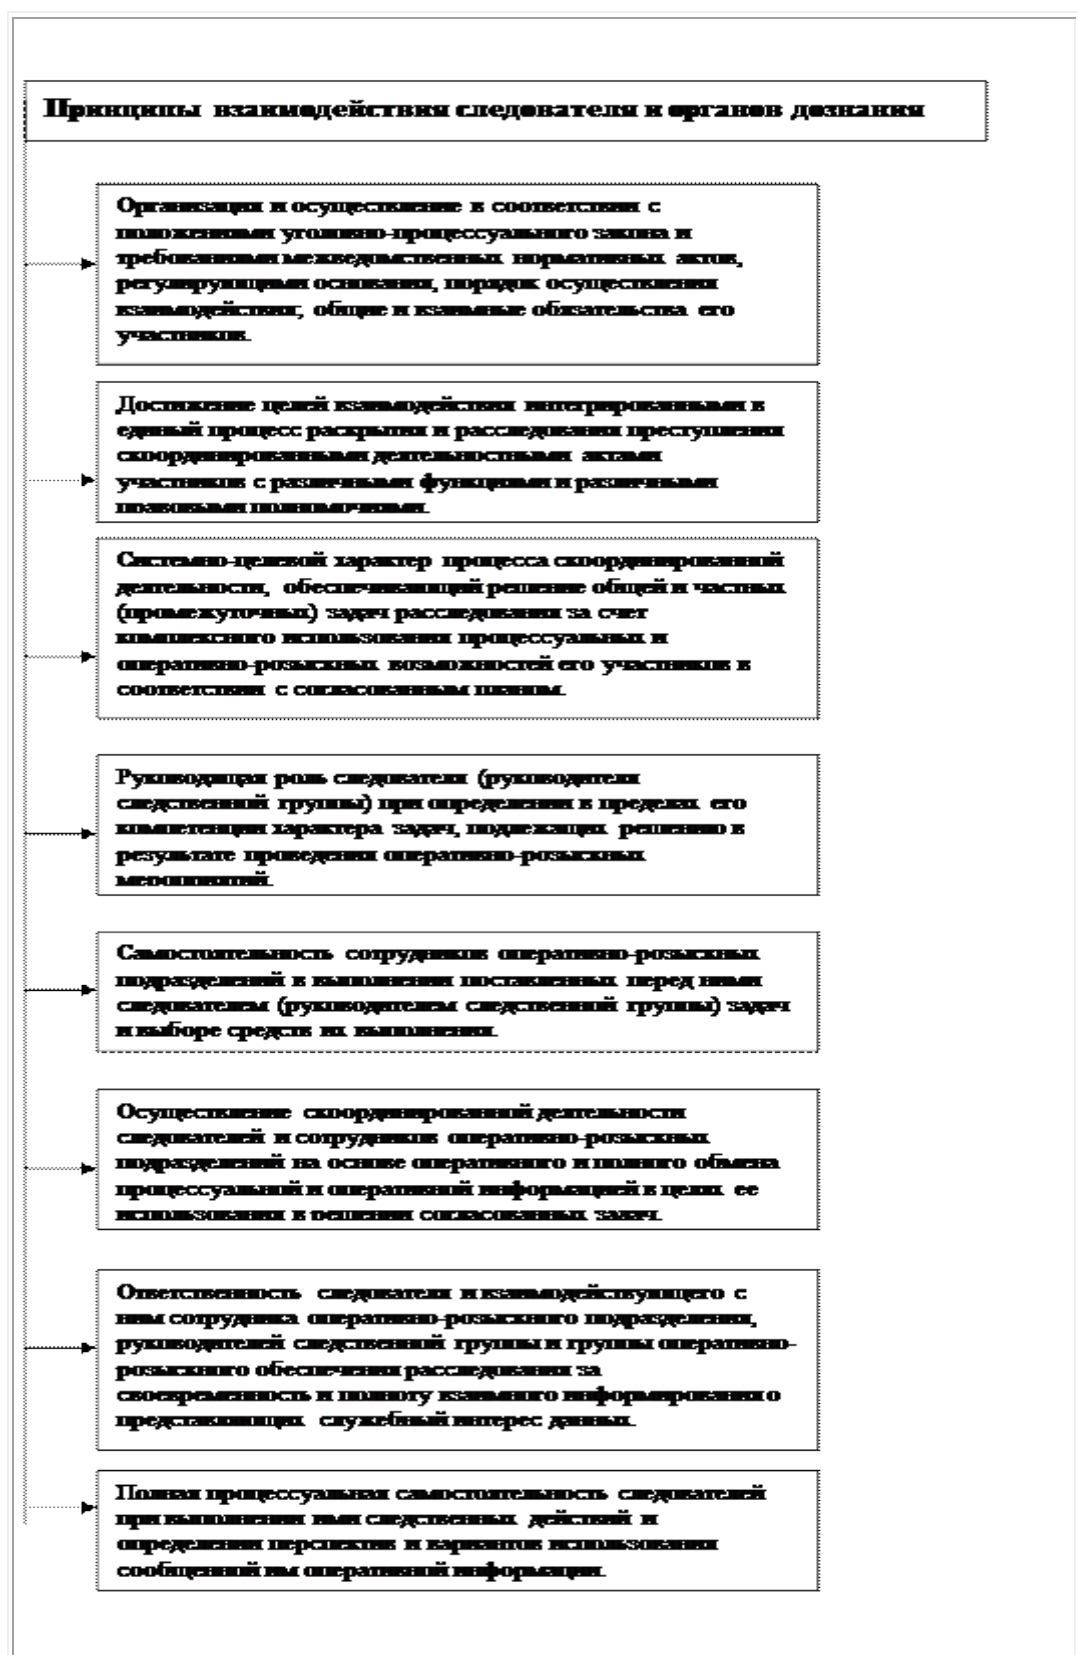 Принципы взаимодействия следователя и органов дознания
Организация и осуществление в соответствии с
положениями уголовно-процессуального закона и
требованиями межведомственных нормативных актов,
регулирующими основания, порядок осуществления
взаимодействия; общие и взаимные обязательства его
участников.
Достижение целей взаимодействия интегрированными в
единый процесс раскрытия и расследования преступления
скоординированными деятельностными актами
участников с различными функциями и различными
правовыми полномочиями.
Системно-целевой характер процесса скоординированной
деятельности, обеспечивающий решение общей и частных
(промежуточных) задач расследования за счет
комплексного использования процессуальных и
оперативно-розыскных возможностей его участников в
соответствии с согласованным планом.
Руководящая роль следователя (руководителя
следственной группы) при определении в пределах его
компетенции характера задач, подлежащих решению в
результате проведения оперативно-розыскных
мероприятий.
Самостоятельность сотрудников оперативно-розыскных
подразделений в выполнении поставленных перед ними
следователем (руководителем следственной группы) задач
и выборе средств их выполнения.
Осуществление скоординированной деятельности
следователей и сотрудников оперативно-розыскных
подразделений на основе оперативного и полного обмена
процессуальной и оперативной информацией в целях ее
использования в решении согласованных задач.
Ответственность следователя и взаимодействующего с
ним сотрудника оперативно-розыскного подразделения,
руководителей следственной группы и группы оперативно-
розыскного обеспечения расследования за
своевременность и полноту взаимного информирования о
представляющих служебный интерес данных.
Полная процессуальная самостоятельность следователей
при выполнении ими следственных действий и
определении перспектив и вариантов использования
сообщенной им оперативной информации.